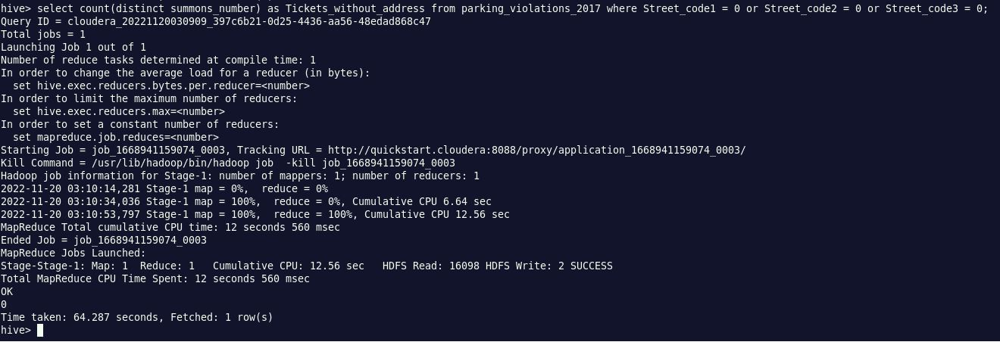 hive> select count(distinct summons_number) as Tickets_without_address from parking_violations_2017 where Street_code1 = 0 or Street_code2 = 0 or Street_code3 = 0;
Query ID = cloudera_20221120030909_397c6b21-0d25-4436-aa56-48edad868c47
Total jobs = 1
Launching Job 1 out of 1
Number of reduce tasks determined at compile time: 1
In order to change the average load for a reducer (in bytes):
  set hive.exec.reducers.bytes.per.reducer=<number>
In order to limit the maximum number of reducers:
  set hive.exec.reducers.max=<number>
In order to set a constant number of reducers:
  set mapreduce.job.reduces=<number>
Starting Job = job_1668941159074_0003, Tracking URL = http://quickstart.cloudera:8088/proxy/application_1668941159074_0003/
Kill Command = /usr/lib/hadoop/bin/hadoop job  -kill job_1668941159074_0003
Hadoop job information for Stage-1: number of mappers: 1; number of reducers: 1
2022-11-20 03:10:14,281 Stage-1 map = 0%,  reduce = 0%
2022-11-20 03:10:34,036 Stage-1 map = 100%,  reduce = 0%, Cumulative CPU 6.64 sec
2022-11-20 03:10:53,797 Stage-1 map = 100%,  reduce = 100%, Cumulative CPU 12.56 sec
MapReduce Total cumulative CPU time: 12 seconds 560 msec
Ended Job = job_1668941159074_0003
MapReduce Jobs Launched:
Stage-Stage-1: Map: 1  Reduce: 1   Cumulative CPU: 12.56 sec   HDFS Read: 16098 HDFS Write: 2 SUCCESS
Total MapReduce CPU Time Spent: 12 seconds 560 msec
OK
0
Time taken: 64.287 seconds, Fetched: 1 row(s)
hive>